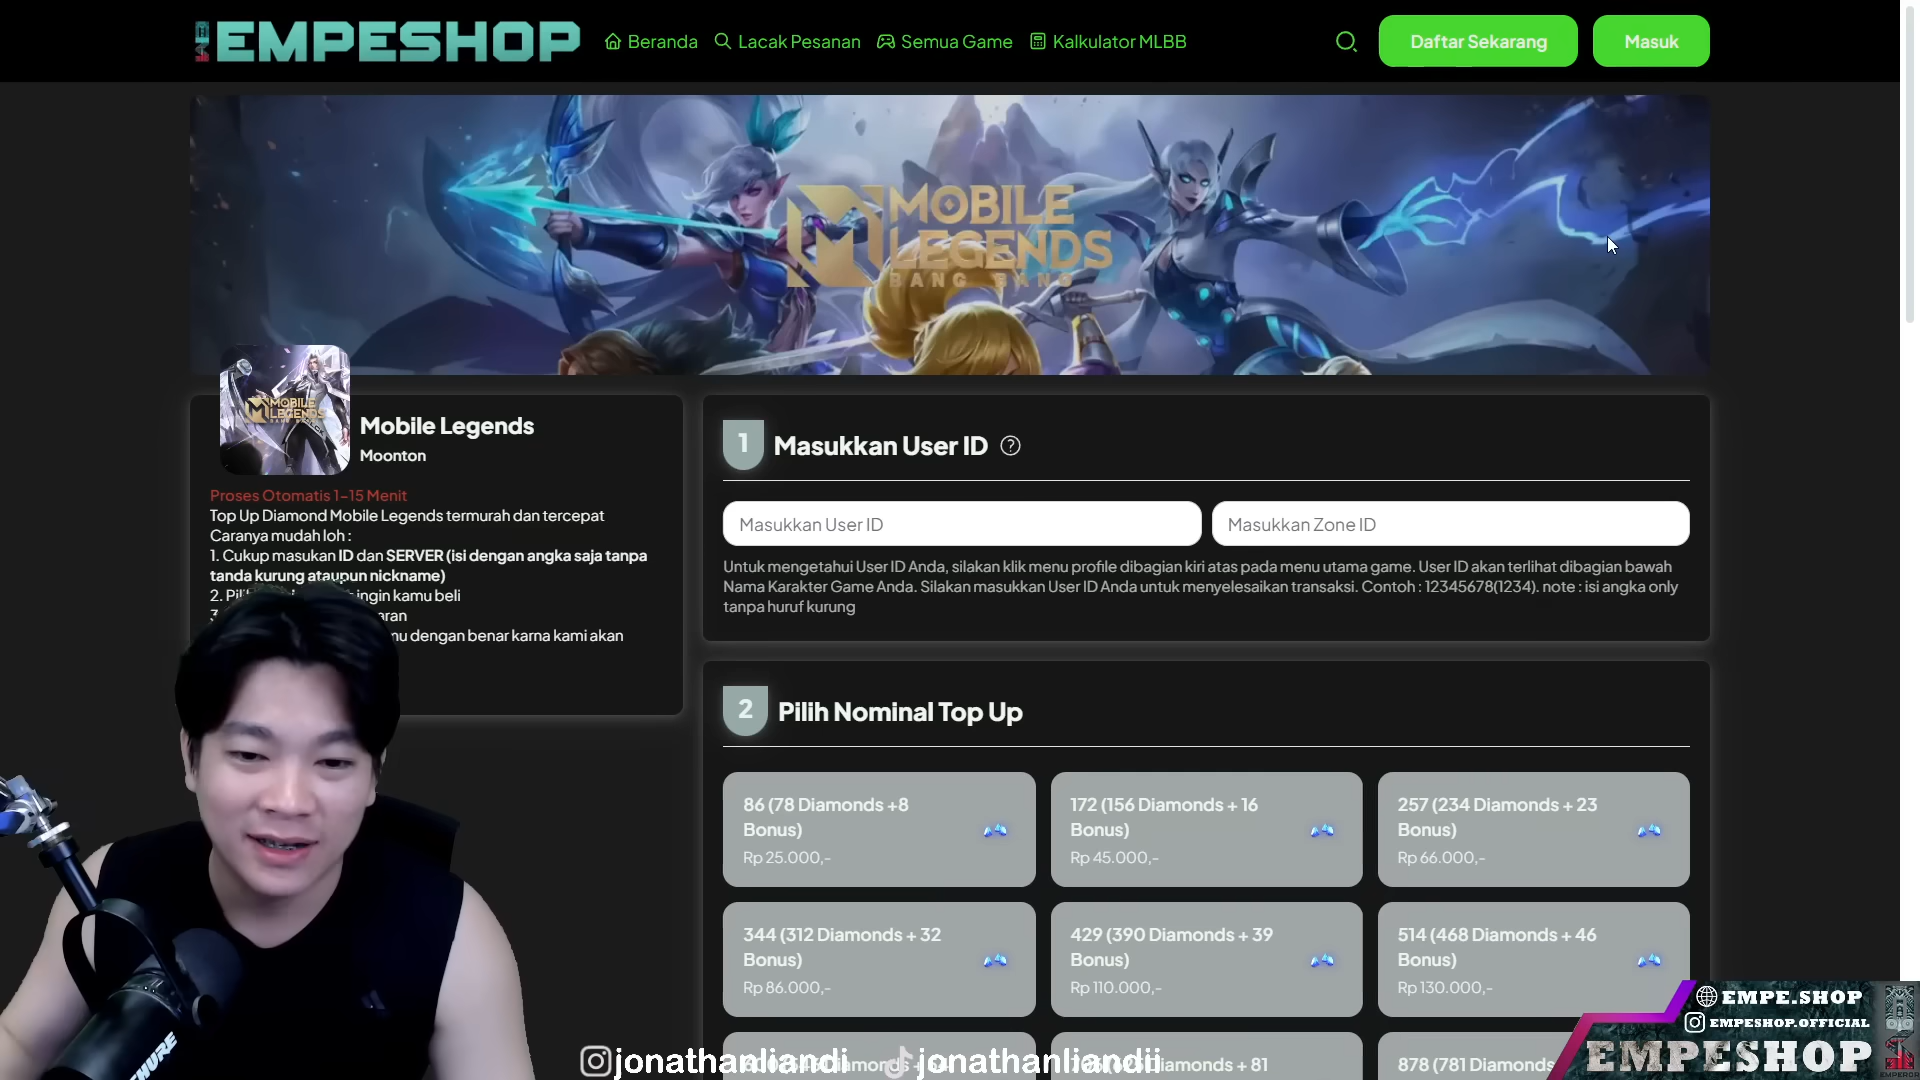 EMPESHOP
Beranda
Lacak Pesanan
Semua Game
Kalkulator MLBB
Daftar Sekarang
Masuk
MOBILE
LEGENDS
BANG BANG
MOBILE
LEGENDS
Mobile Legends
Moonton
Proses Otomatis 1-15 Menit
Top Up Diamond Mobile Legends termurah dan tercepat
Caranya mudah loh :
1. Cukup masukan ID dan SERVER (isi dengan angka saja tanpa
tanda kurung ataupun nickname)
2. ingin kamu beli
dengan benar karna kami akan
1 Masukkan User ID
Masukkan User ID
Masukkan Zone ID
Untuk mengetahui User ID Anda, silakan klik menu profile dibagian kiri atas pada menu utama game. User ID akan terlihat dibagian bawah
Nama Karakter Game Anda. Silakan masukkan User ID Anda untuk menyelesaikan transaksi. Contoh : 12345678(1234). note : isi angka only
tanpa huruf kurung
2 Pilih Nominal Top Up
86 (78 Diamonds +8
Bonus)
Rp 25.000,-
172 (156 Diamonds + 16
Bonus)
Rp 45.000,-
257 (234 Diamonds + 23
Bonus)
Rp 66.000,-
344 (312 Diamonds + 32
Bonus)
Rp 86.000,-
429 (390 Diamonds + 39
Bonus)
Rp 110.000,-
514 (468 Diamonds + 46
Bonus)
Rp 130.000,-
Diamonds + 81
878 (781 Diamonds
jonathanliandi
jonathanliandii
EMPE.SHOP
EMPESHOP.OFFICIAL
EMPESHOP
SHURE